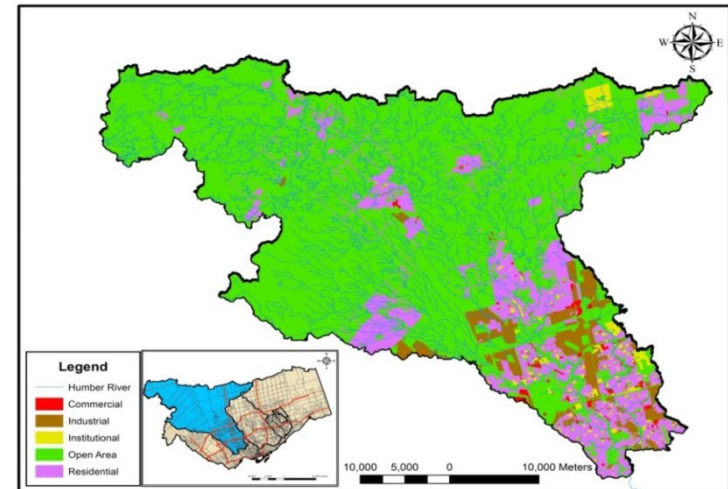 N
W E
S
Legend
Humber River
Commercial
Industrial
Institutional
Open Area
Residential
10,000 5,000 0 10,000 Meters